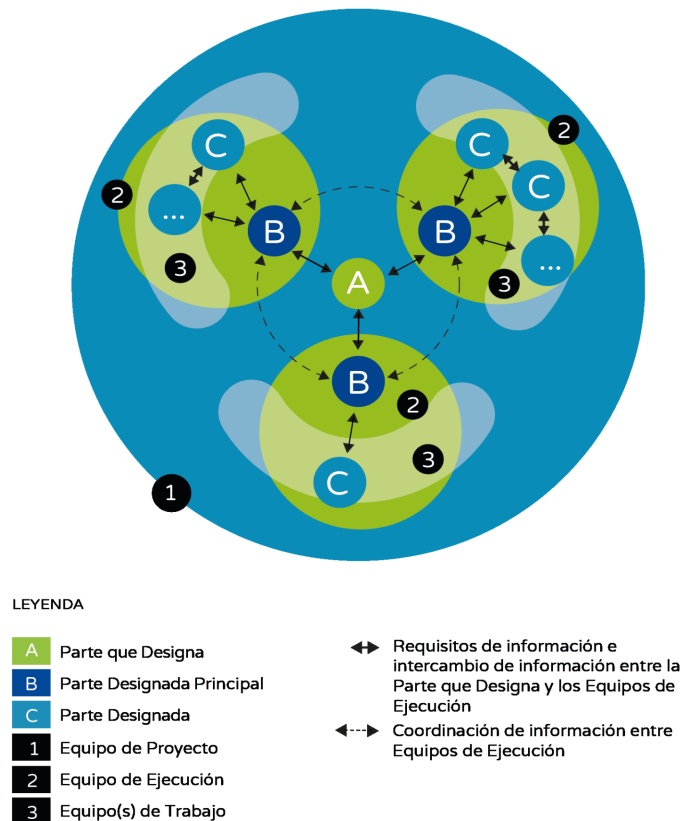 C
C
2
2
C
...
B
B
...
3
3
A
B
2
3
C
1
LEYENDA
A Parte que Designa
B Parte Designada Principal
C Parte Designada
1 Equipo de Proyecto
2 Equipo de Ejecución
3 Equipo(s) de Trabajo
Requisitos de información e
intercambio de información entre la
Parte que Designa y los Equipos de
Ejecución
Coordinación de información entre
Equipos de Ejecución